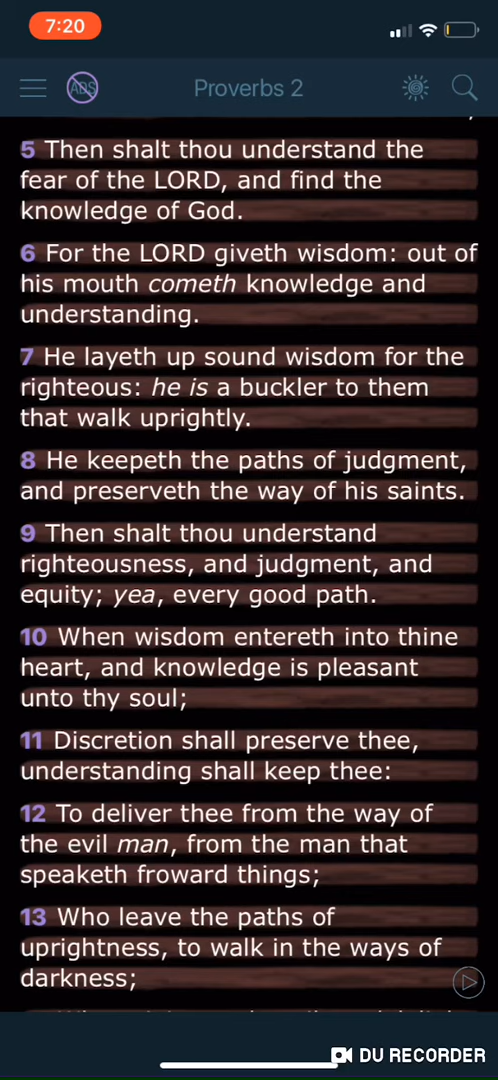 7:20
ADS
Proverbs 2
5 Then shalt thou understand the
fear of the LORD, and find the
knowledge of God.
6 For the LORD giveth wisdom: out of
his mouth cometh knowledge and
understanding.
7 He layeth up sound wisdom for the
righteous: he is a buckler to them
that walk uprightly.
8 He keepeth the paths of judgment,
and preserveth the way of his saints.
9 Then shalt thou understand
righteousness, and judgment, and
equity; yea, every good path.
10 When wisdom entereth into thine
heart, and knowledge is pleasant
unto thy soul;
11 Discretion shall preserve thee,
understanding shall keep thee:
12 To deliver thee from the way of
the evil man, from the man that
speaketh froward things;
13 Who leave the paths of
uprightness, to walk in the ways of
darkness;
DU RECORDER